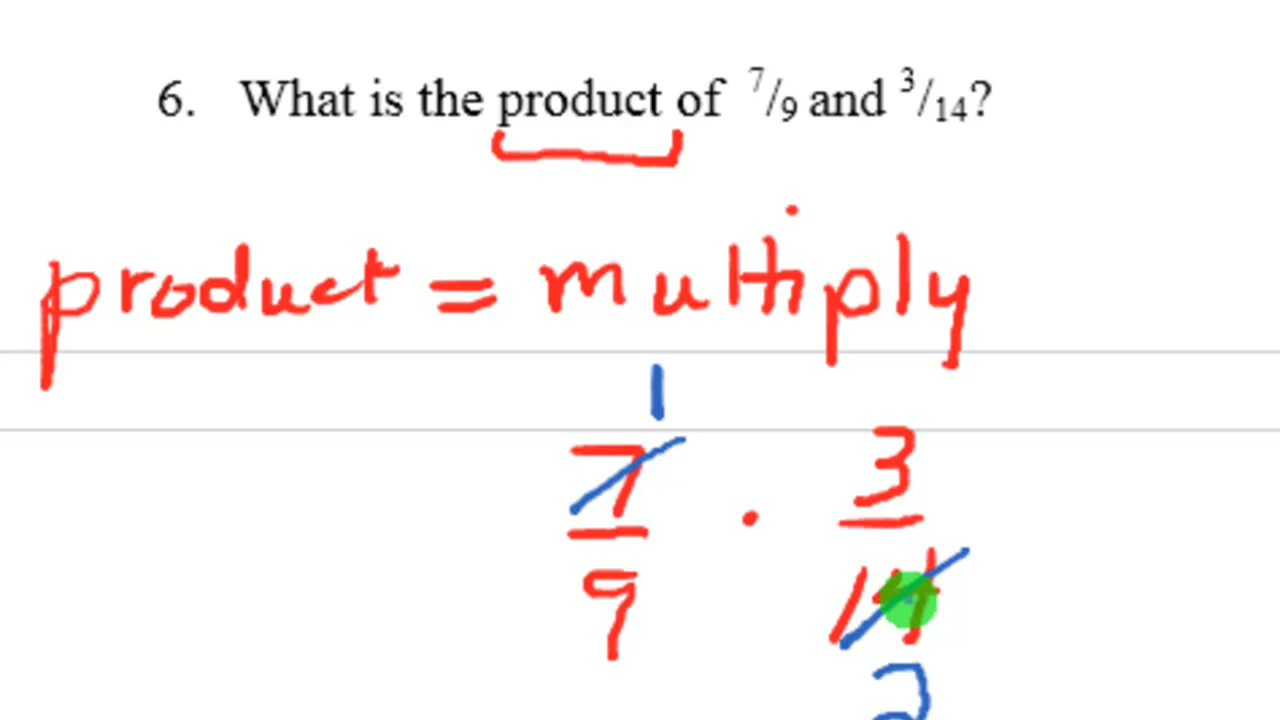 6. What is the product of 7/9 and 3/14?
product = multiply
1
7/9 · 3/14
2